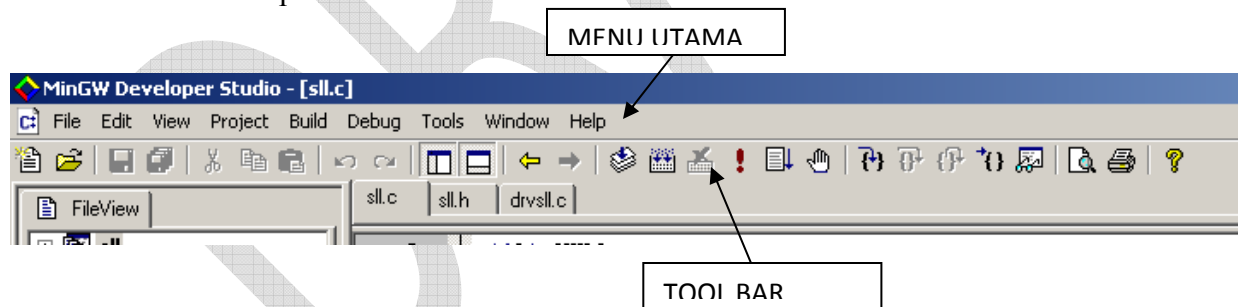 MENU UTAMA
MinGW Developer Studio - [sll.c]
File Edit View Project Build Debug Tools Window Help
FileView
sll.c sll.h drvsll.c
TOOL BAR